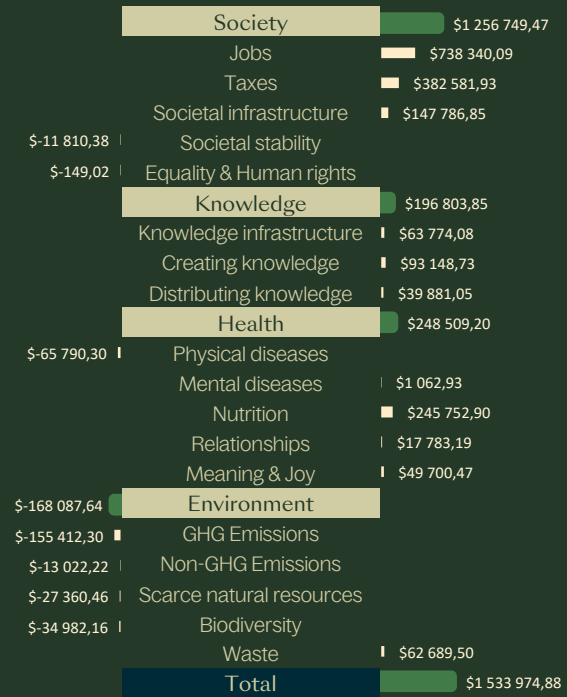 Society $1 256 749,47
Jobs $738 340,09
Taxes $382 581,93
Societal infrastructure $147 786,85
$-11 810,38 Societal stability
$-149,02 Equality & Human rights
Knowledge $196 803,85
Knowledge infrastructure $63 774,08
Creating knowledge $93 148,73
Distributing knowledge $39 881,05
Health $248 509,20
$-65 790,30 Physical diseases
Mental diseases $1 062,93
Nutrition $245 752,90
Relationships $17 783,19
Meaning & Joy $49 700,47
$-168 087,64 Environment
$-155 412,30 GHG Emissions
$-13 022,22 Non-GHG Emissions
$-27 360,46 Scarce natural resources
$-34 982,16 Biodiversity
Waste $62 689,50
Total $1 533 974,88